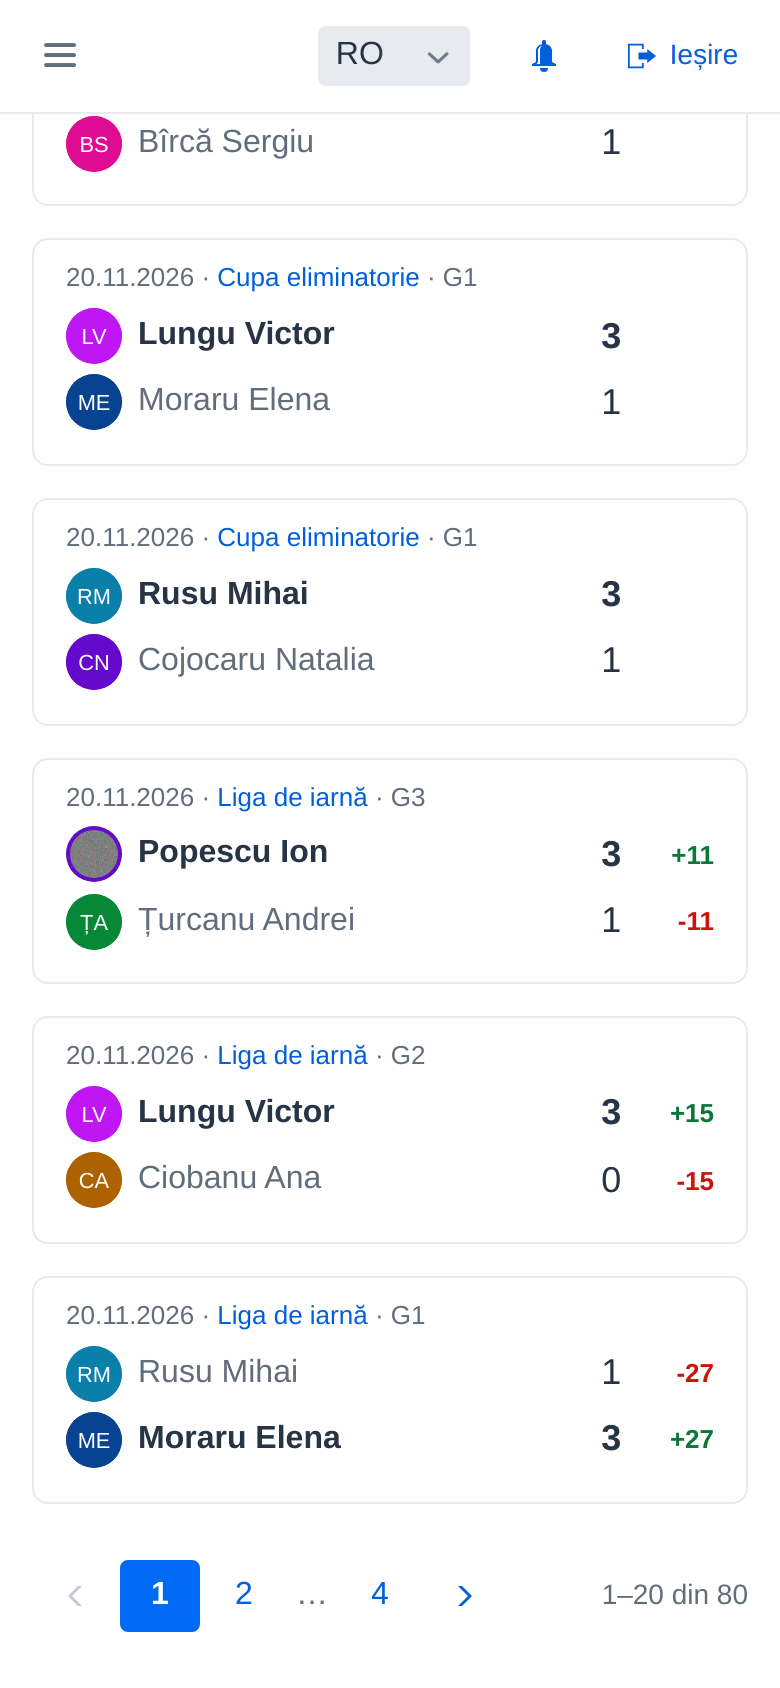 RO Ieșire
BS Bîrcă Sergiu 1
20.11.2026 · Cupa eliminatorie · G1
LV Lungu Victor 3
ME Moraru Elena 1
20.11.2026 · Cupa eliminatorie · G1
RM Rusu Mihai 3
CN Cojocaru Natalia 1
20.11.2026 · Liga de iarnă · G3
Popescu Ion 3 +11
ȚA Țurcanu Andrei 1 -11
20.11.2026 · Liga de iarnă · G2
LV Lungu Victor 3 +15
CA Ciobanu Ana 0 -15
20.11.2026 · Liga de iarnă · G1
RM Rusu Mihai 1 -27
ME Moraru Elena 3 +27
1 2 … 4 1–20 din 80